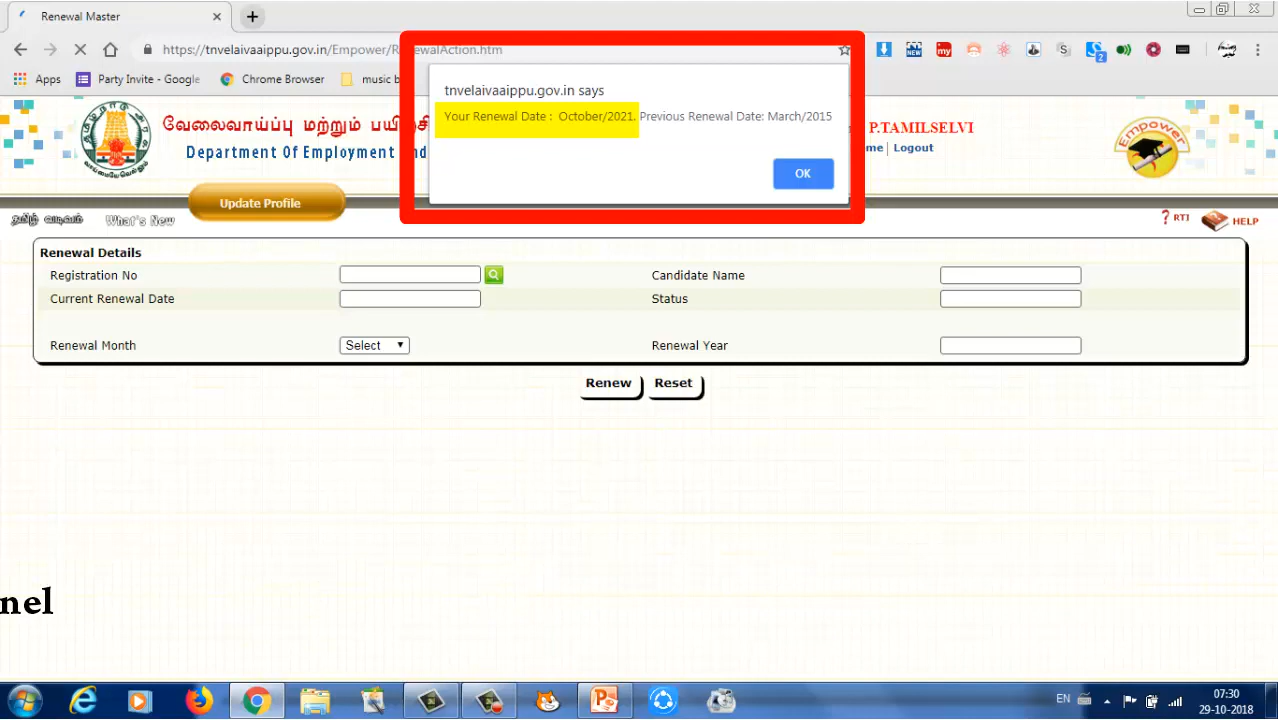 Renewal Master
https://tnvelaivaaippu.gov.in/Empower/RenewalAction.htm
Apps Party Invite - Google Chrome Browser music b
tnvelaivaaippu.gov.in says
Your Renewal Date : October/2021. Previous Renewal Date: March/2015
OK
வேலைவாய்ப்பு மற்றும் பயிற்சி
Department Of Employment and
P.TAMILSELVI
me | Logout
Empower
Update Profile
தமிழ் வடிவம் What's New
? RTI HELP
Renewal Details
Registration No Candidate Name
Current Renewal Date Status
Renewal Month Select Renewal Year
Renew Reset
nel
EN 07:30
29-10-2018